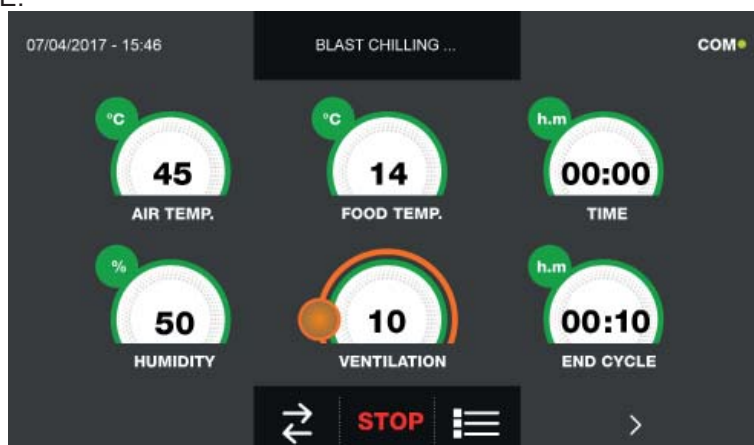 E:
07/04/2017 - 15:46
BLAST CHILLING ...
COM
°C
°C
h.m
45
14
00:00
AIR TEMP.
FOOD TEMP.
TIME
%
h.m
50
10
00:10
HUMIDITY
VENTILATION
END CYCLE
STOP